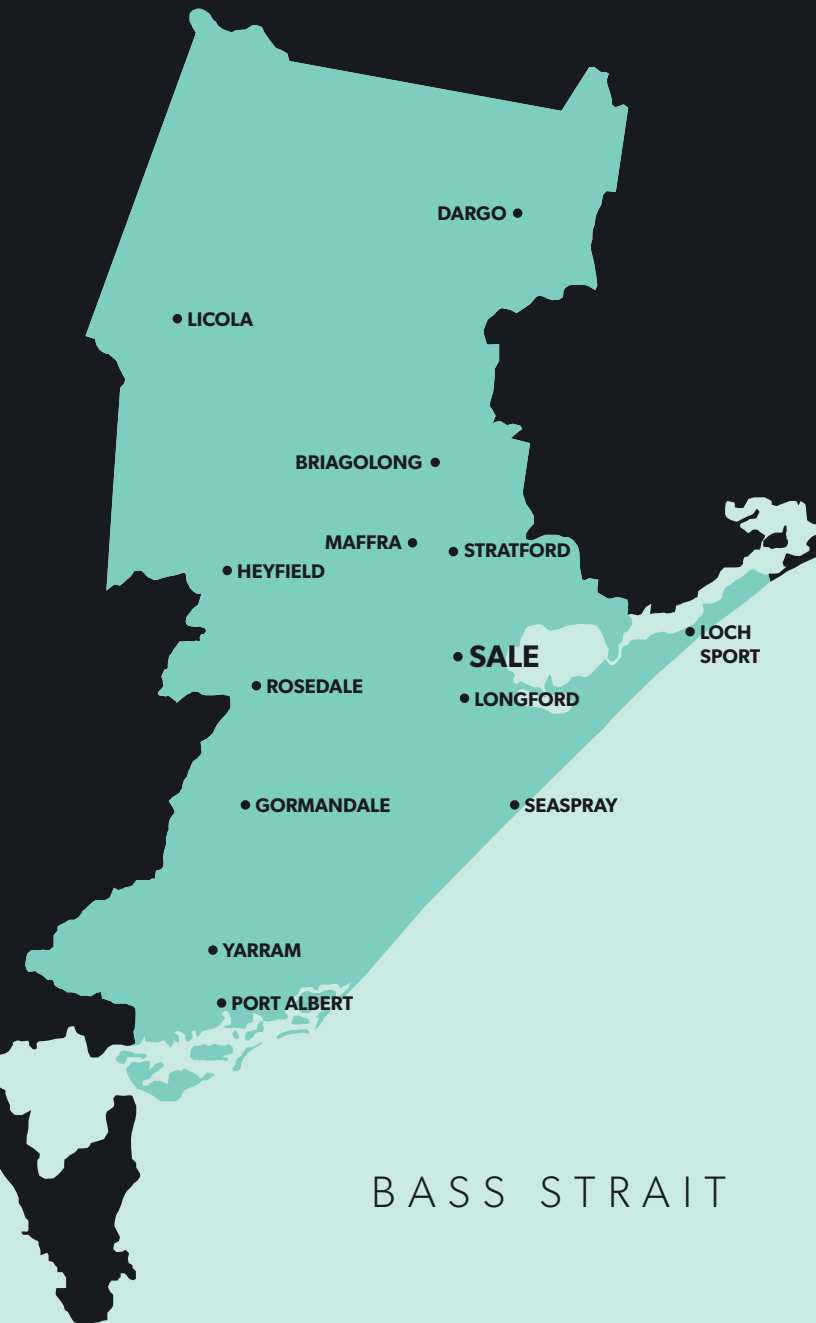 DARGO
LICOLA
BRIAGOLONG
MAFFRA
STRATFORD
HEYFIELD
LOCH
SPORT
SALE
ROSEDALE
LONGFORD
GORMANDALE
SEASPRAY
YARRAM
PORT ALBERT
BASS STRAIT